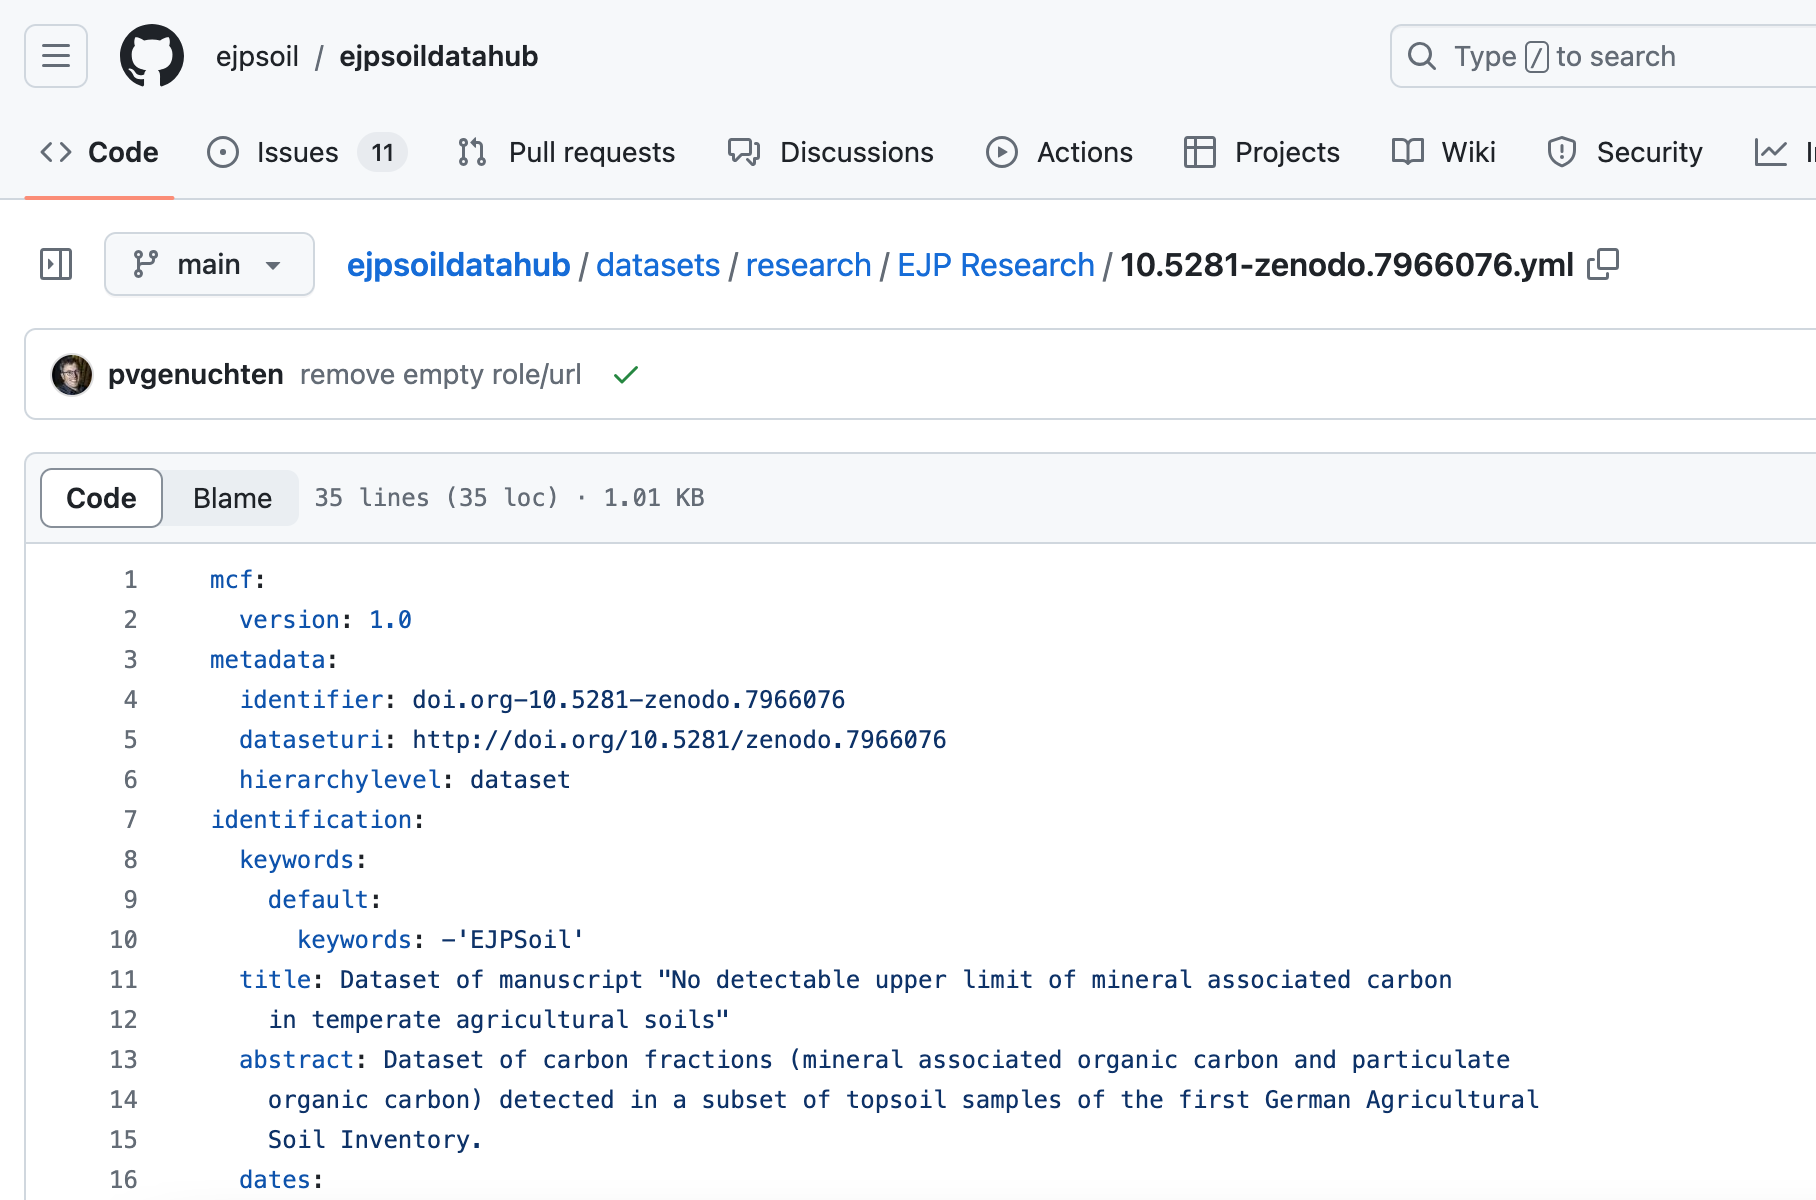 ejpsoil / ejpsoildatahub
Type / to search
Code Issues 11 Pull requests Discussions Actions Projects Wiki Security
main ejpsoildatahub / datasets / research / EJP Research / 10.5281-zenodo.7966076.yml
pvgenuchten remove empty role/url
Code Blame 35 lines (35 loc) · 1.01 KB
1 mcf:
2 version: 1.0
3 metadata:
4 identifier: doi.org-10.5281-zenodo.7966076
5 dataseturi: http://doi.org/10.5281/zenodo.7966076
6 hierarchylevel: dataset
7 identification:
8 keywords:
9 default:
10 keywords: -'EJPSoil'
11 title: Dataset of manuscript "No detectable upper limit of mineral associated carbon
12 in temperate agricultural soils"
13 abstract: Dataset of carbon fractions (mineral associated organic carbon and particulate
14 organic carbon) detected in a subset of topsoil samples of the first German Agricultural
15 Soil Inventory.
16 dates: